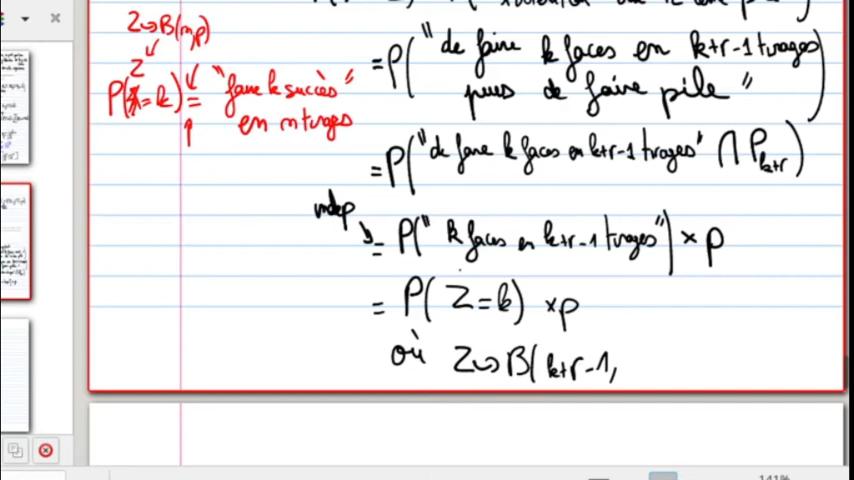 Z↪B(n,p)
Z
P(Z=k) = "faire k succès"
en n tirages
= P("de faire k faces en k+r-1 tirages
puis de faire pile")
= P("de faire k faces en k+r-1 tirages" ∩ P_{k+r})
indep
= P("k faces en k+r-1 tirages") × p
= P(Z=k) × p
où Z↪B(k+r-1,
141%